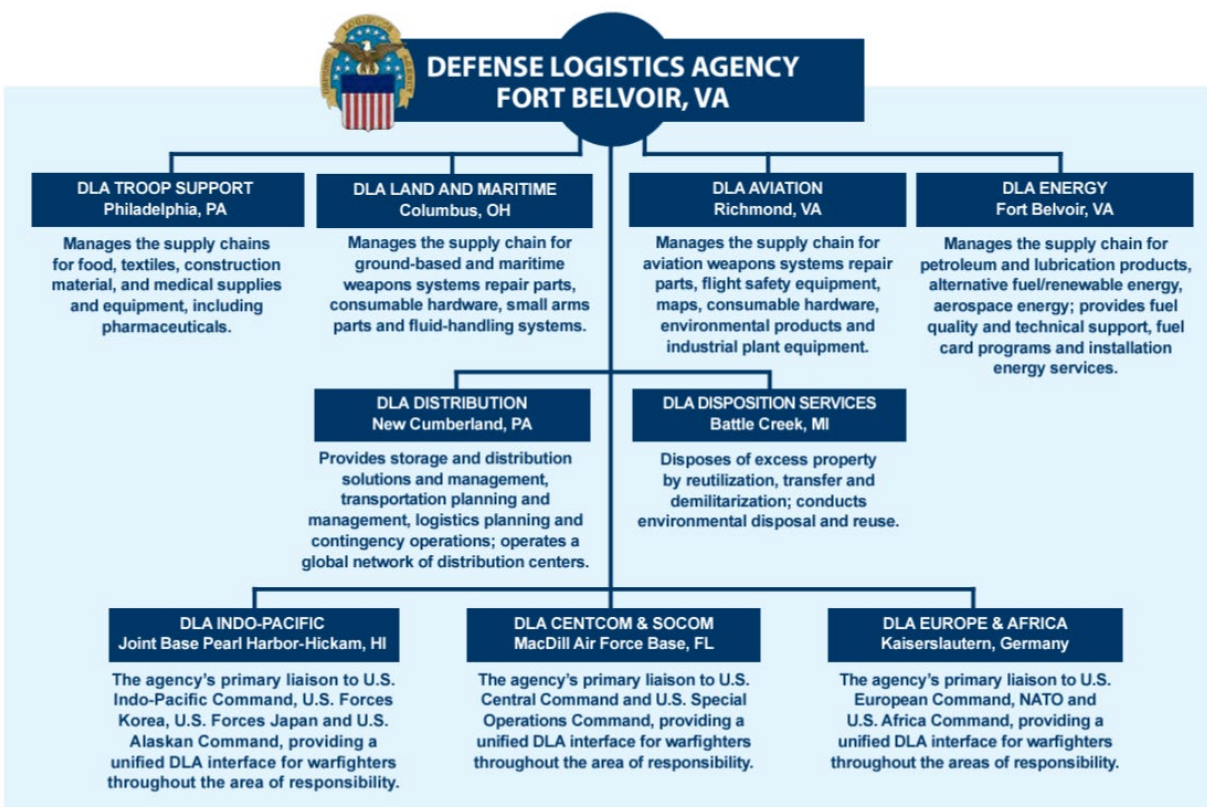 DEFENSE LOGISTICS AGENCY
FORT BELVOIR, VA
DLA TROOP SUPPORT
Philadelphia, PA
Manages the supply chains
for food, textiles, construction
material, and medical supplies
and equipment, including
pharmaceuticals.
DLA LAND AND MARITIME
Columbus, OH
Manages the supply chain for
ground-based and maritime
weapons systems repair parts,
consumable hardware, small arms
parts and fluid-handling systems.
DLA AVIATION
Richmond, VA
Manages the supply chain for
aviation weapons systems repair
parts, flight safety equipment,
maps, consumable hardware,
environmental products and
industrial plant equipment.
DLA ENERGY
Fort Belvoir, VA
Manages the supply chain for
petroleum and lubrication products,
alternative fuel/renewable energy,
aerospace energy; provides fuel
quality and technical support, fuel
card programs and installation
energy services.
DLA DISTRIBUTION
New Cumberland, PA
Provides storage and distribution
solutions and management,
transportation planning and
management, logistics planning and
contingency operations; operates a
global network of distribution centers.
DLA DISPOSITION SERVICES
Battle Creek, MI
Disposes of excess property
by reutilization, transfer and
demilitarization; conducts
environmental disposal and reuse.
DLA INDO-PACIFIC
Joint Base Pearl Harbor-Hickam, HI
The agency's primary liaison to U.S.
Indo-Pacific Command, U.S. Forces
Korea, U.S. Forces Japan and U.S.
Alaskan Command, providing a
unified DLA interface for warfighters
throughout the area of responsibility.
DLA CENTCOM & SOCOM
MacDill Air Force Base, FL
The agency's primary liaison to U.S.
Central Command and U.S. Special
Operations Command, providing a
unified DLA interface for warfighters
throughout the area of responsibility.
DLA EUROPE & AFRICA
Kaiserslautern, Germany
The agency's primary liaison to U.S.
European Command, NATO and
U.S. Africa Command, providing a
unified DLA interface for warfighters
throughout the areas of responsibility.
DEFENSE LOGISTICS AGENCY